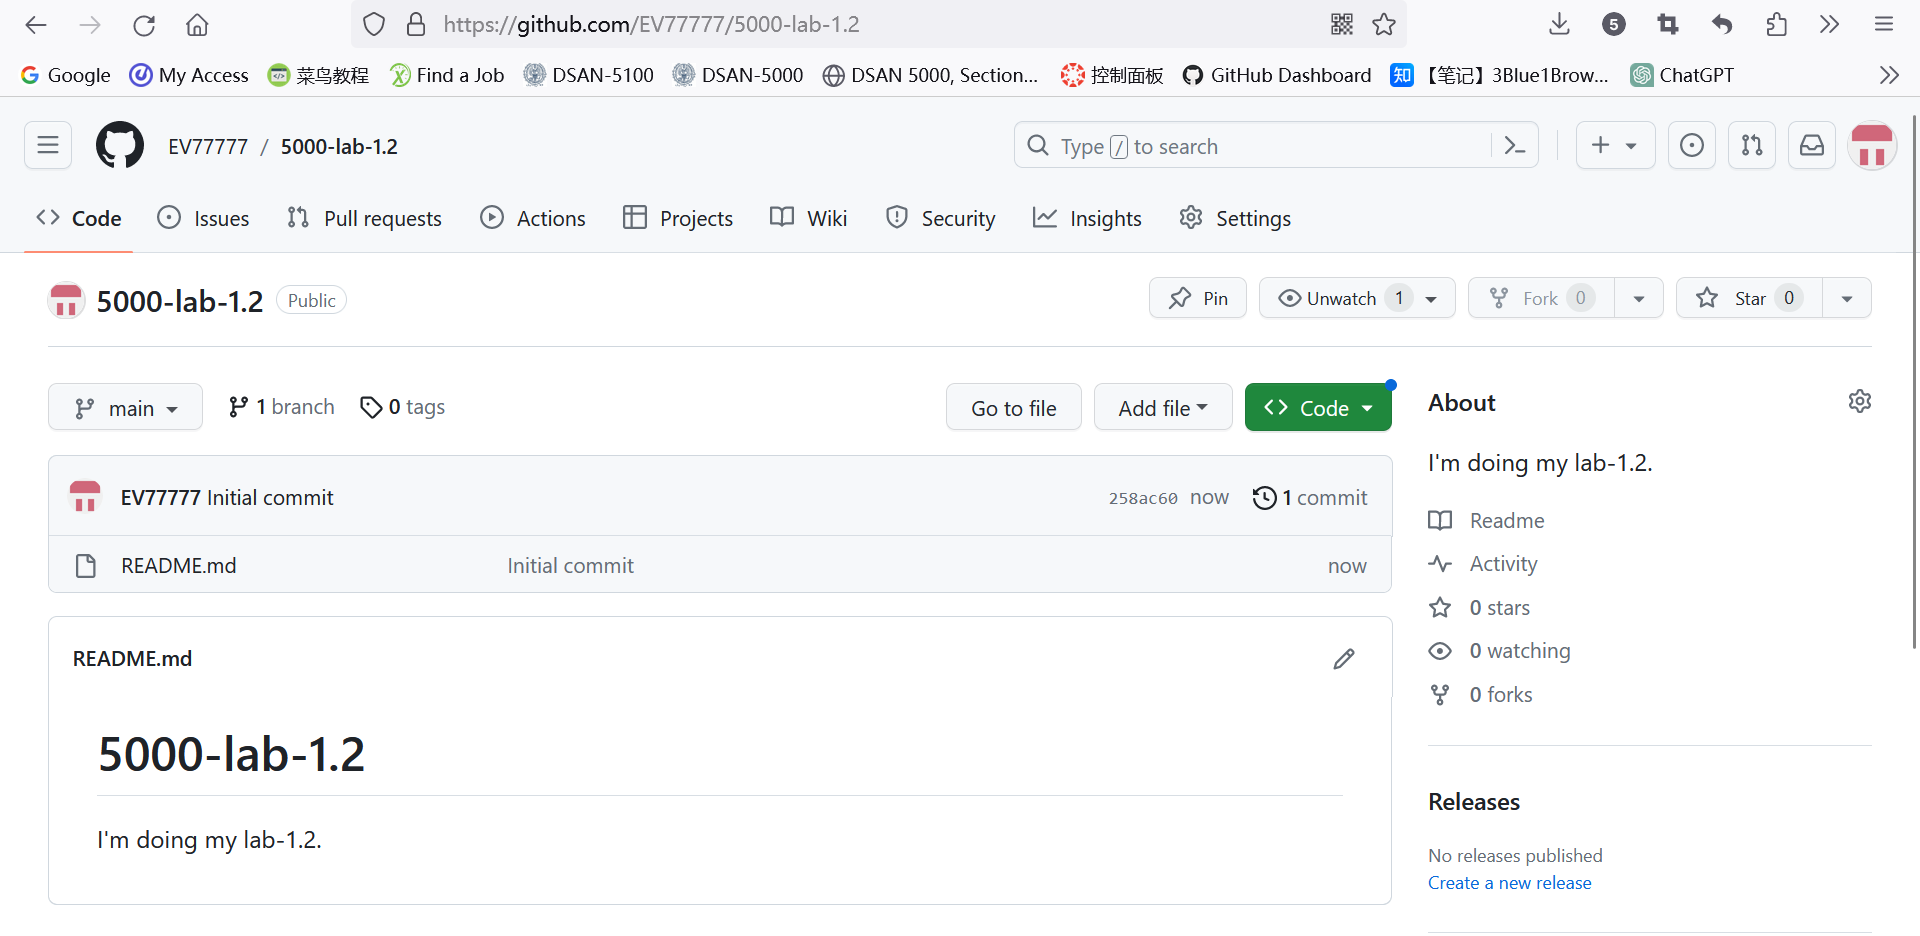 https://github.com/EV77777/5000-lab-1.2
5
Google My Access 菜鸟教程 Find a Job DSAN-5100 DSAN-5000 DSAN 5000, Section... 控制面板 GitHub Dashboard 知 【笔记】3Blue1Brow... ChatGPT
EV77777 / 5000-lab-1.2
Type / to search
Code Issues Pull requests Actions Projects Wiki Security Insights Settings
5000-lab-1.2 Public
Pin Unwatch 1 Fork 0 Star 0
main 1 branch 0 tags
Go to file Add file Code
EV77777 Initial commit 258ac60 now 1 commit
README.md Initial commit now
README.md
5000-lab-1.2
I'm doing my lab-1.2.
About
I'm doing my lab-1.2.
Readme
Activity
0 stars
0 watching
0 forks
Releases
No releases published
Create a new release